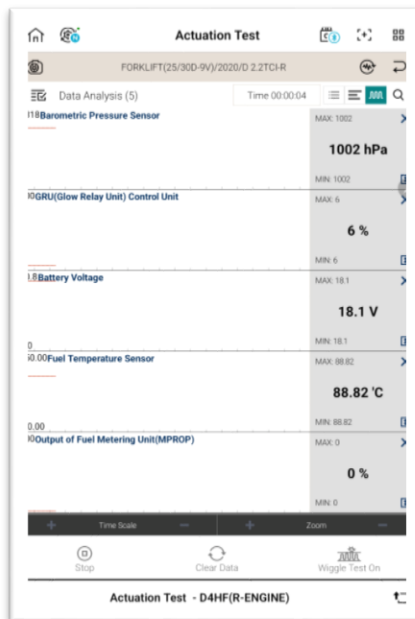 Actuation Test
FORKLIFT(25/30D-9V)/2020/D 2.2TCI-R
Data Analysis (5)
Time 00:00:04
Barometric Pressure Sensor
MAX: 1002
1002 hPa
MIN: 1002
GRU(Glow Relay Unit) Control Unit
MAX: 6
6 %
MIN: 6
Battery Voltage
MAX: 18.1
18.1 V
MIN: 18.1
0
Fuel Temperature Sensor
MAX: 88.82
88.82 'C
MIN: 88.82
0.00
Output of Fuel Metering Unit(MPROP)
MAX: 0
0 %
MIN: 0
+ Time Scale − + Zoom −
Stop
Clear Data
Wiggle Test On
Actuation Test - D4HF(R-ENGINE)